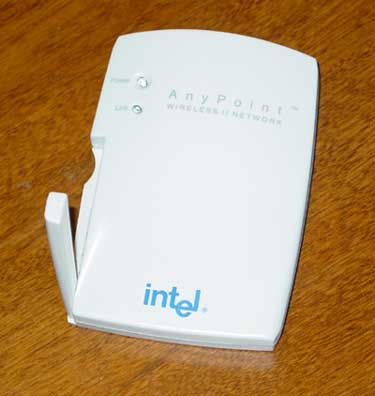 Power
Link
AnyPoint™
WIRELESS II NETWORK
intel®